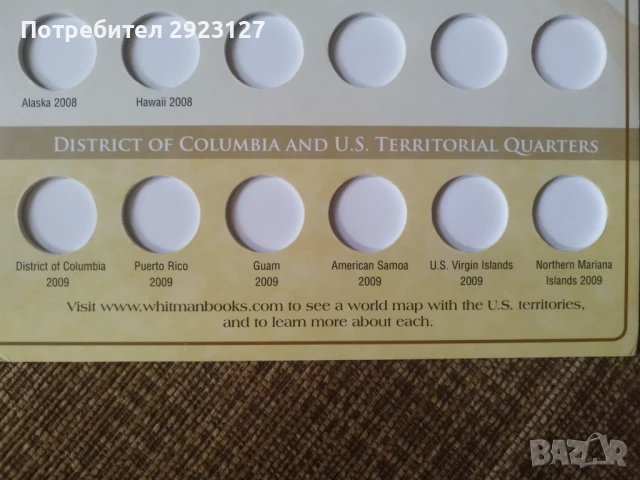 Потребител 2923127
Alaska 2008
Hawaii 2008
DISTRICT OF COLUMBIA AND U.S. TERRITORIAL QUARTERS
District of Columbia
2009
Puerto Rico
2009
Guam
2009
American Samoa
2009
U.S. Virgin Islands
2009
Northern Mariana
Islands 2009
Visit www.whitmanbooks.com to see a world map with the U.S. territories,
and to learn more about each.
BAZAR